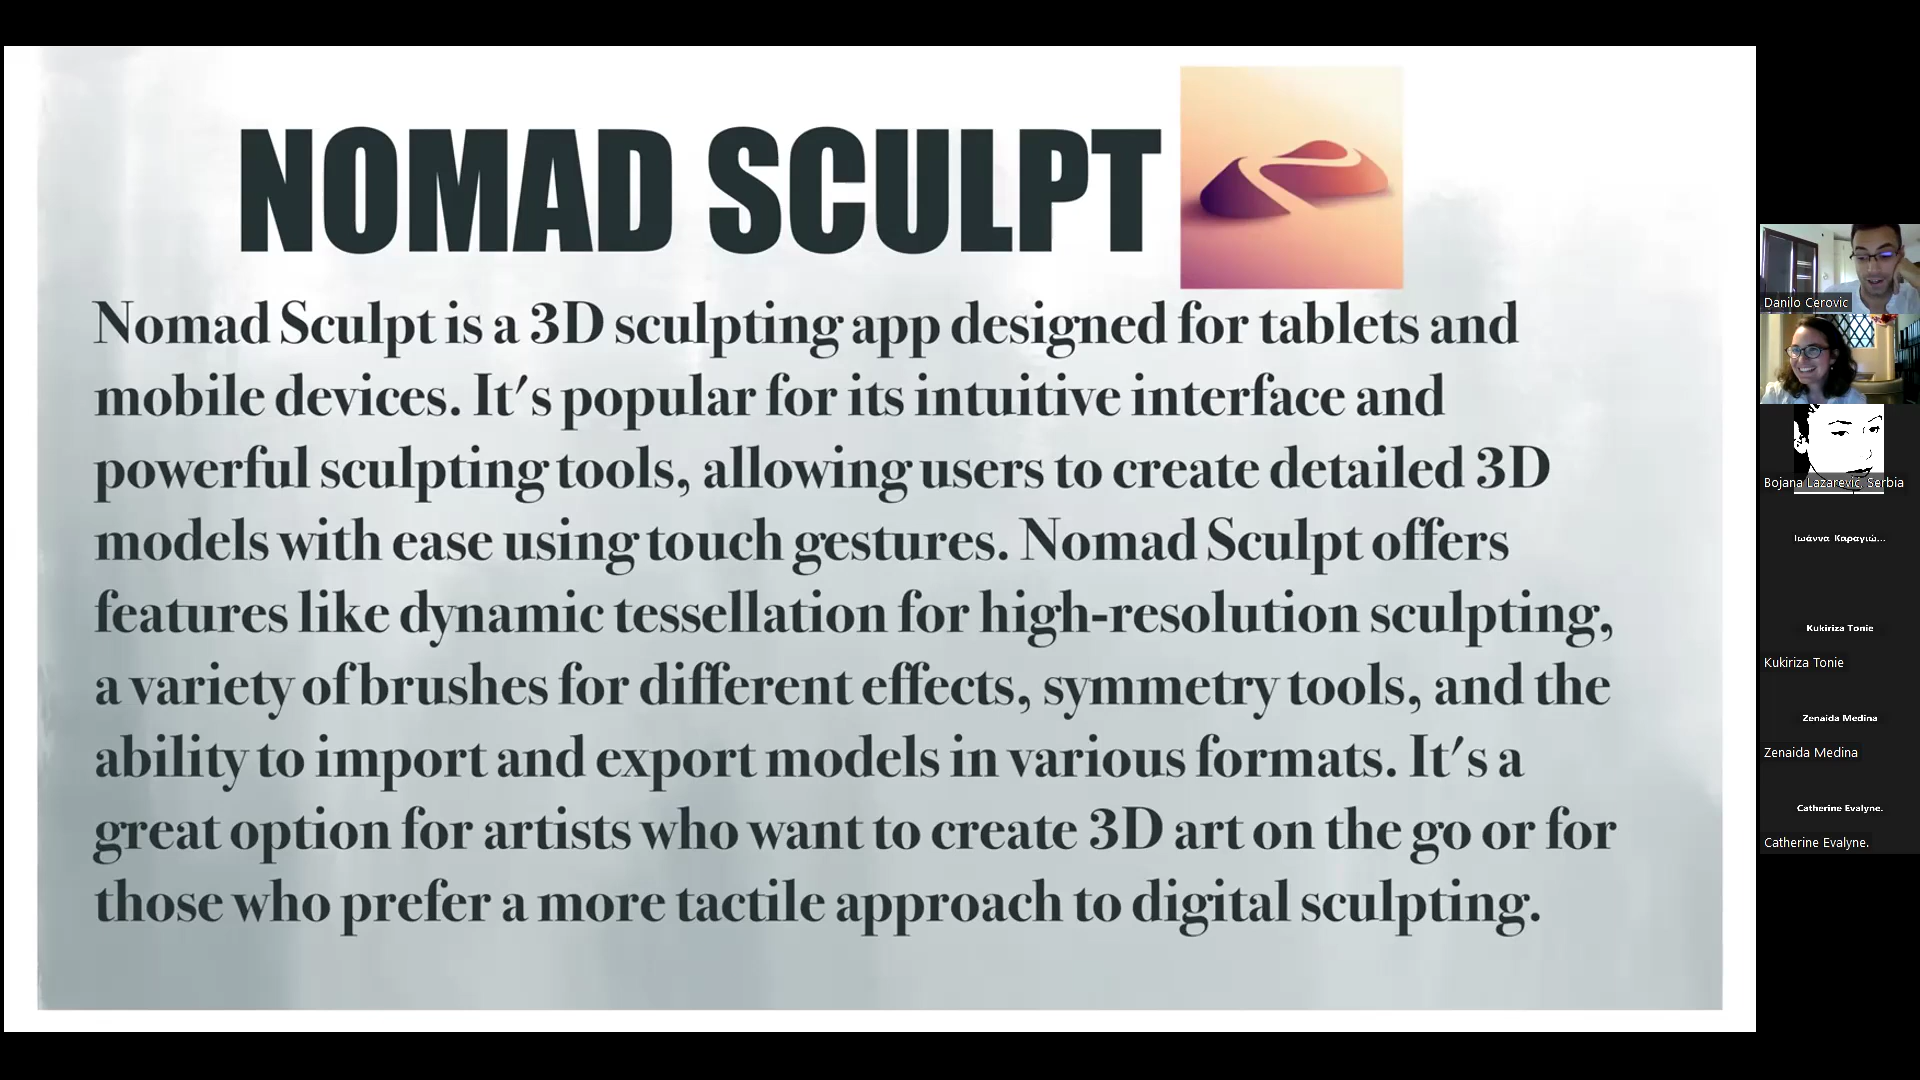 NOMAD SCULPT
Nomad Sculpt is a 3D sculpting app designed for tablets and
mobile devices. It's popular for its intuitive interface and
powerful sculpting tools, allowing users to create detailed 3D
models with ease using touch gestures. Nomad Sculpt offers
features like dynamic tessellation for high-resolution sculpting,
a variety of brushes for different effects, symmetry tools, and the
ability to import and export models in various formats. It's a
great option for artists who want to create 3D art on the go or for
those who prefer a more tactile approach to digital sculpting.
Danilo Cerovic
Bojana Lazarević, Serbia
Ιωάννα Καραγιώ...
Kukiriza Tonie
Kukiriza Tonie
Zenaida Medina
Zenaida Medina
Catherine Evalyne.
Catherine Evalyne.